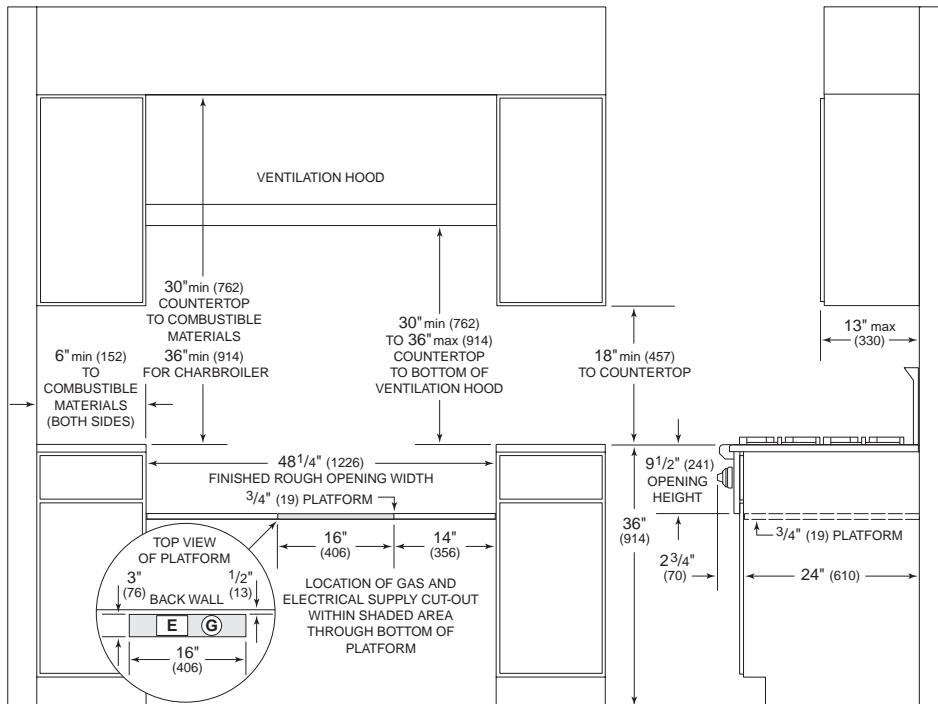 VENTILATION HOOD
30" min (762)
COUNTERTOP
TO COMBUSTIBLE
MATERIALS
36" min (914)
FOR CHARBROILER
6" min (152)
TO
COMBUSTIBLE
MATERIALS
(BOTH SIDES)
30" min (762)
TO 36" max (914)
COUNTERTOP
TO BOTTOM OF
VENTILATION HOOD
18" min (457)
TO COUNTERTOP
13" max
(330)
48 1/4" (1226)
FINISHED ROUGH OPENING WIDTH
3/4" (19) PLATFORM
9 1/2" (241)
OPENING
HEIGHT
36"
(914)
3/4" (19) PLATFORM
2 3/4"
(70)
24" (610)
16"
(406)
14"
(356)
LOCATION OF GAS AND
ELECTRICAL SUPPLY CUT-OUT
WITHIN SHADED AREA
THROUGH BOTTOM OF
PLATFORM
TOP VIEW
OF PLATFORM
3"
(76)
BACK WALL
1/2"
(13)
E G
16"
(406)